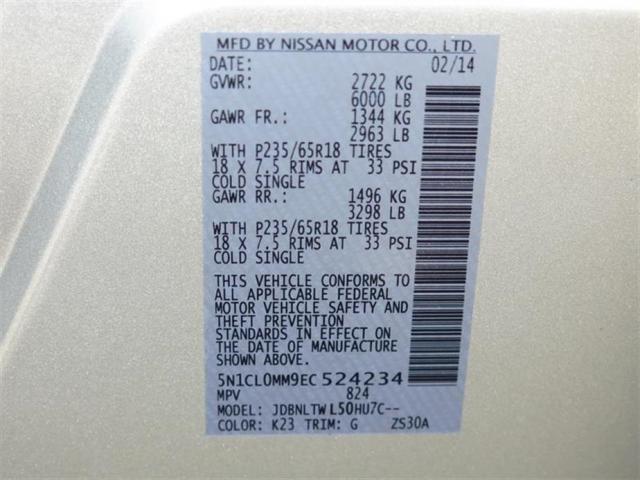 MFD BY NISSAN MOTOR CO., LTD.
DATE: 02/14
GVWR: 2722 KG
6000 LB
GAWR FR.: 1344 KG
2963 LB
WITH P235/65R18 TIRES
18 X 7.5 RIMS AT 33 PSI
COLD SINGLE
GAWR RR.: 1496 KG
3298 LB
WITH P235/65R18 TIRES
18 X 7.5 RIMS AT 33 PSI
COLD SINGLE
THIS VEHICLE CONFORMS TO
ALL APPLICABLE FEDERAL
MOTOR VEHICLE SAFETY AND
THEFT PREVENTION
STANDARDS IN EFFECT ON
THE DATE OF MANUFACTURE
SHOWN ABOVE.
5N1CL0MM9EC524234
MPV 824
MODEL: JDBNLTWL50HU7C--
COLOR: K23 TRIM: G ZS30A